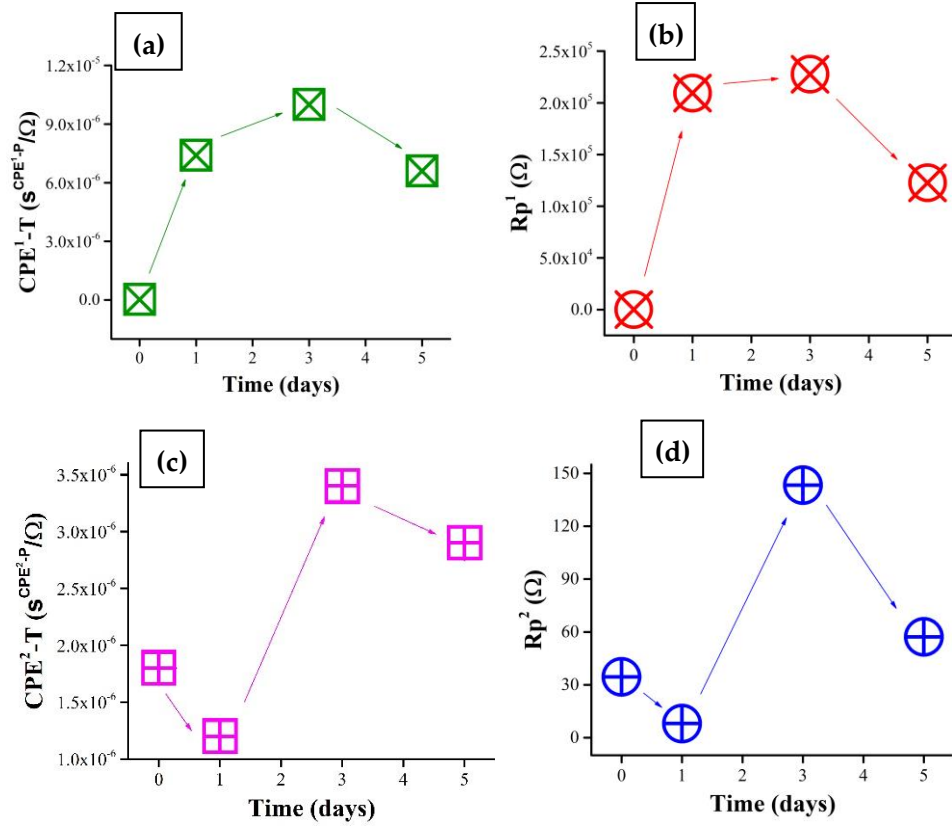 (a)
CPE¹-T (s^CPE¹-P/Ω)
1.2x10⁻⁵
9.0x10⁻⁶
6.0x10⁻⁶
3.0x10⁻⁶
0.0
0 1 2 3 4 5
Time (days)
(b)
Rp¹ (Ω)
2.5x10⁵
2.0x10⁵
1.5x10⁵
1.0x10⁵
5.0x10⁴
0.0
0 1 2 3 4 5
Time (days)
(c)
CPE²-T (s^CPE²-P/Ω)
3.5x10⁻⁶
3.0x10⁻⁶
2.5x10⁻⁶
2.0x10⁻⁶
1.5x10⁻⁶
1.0x10⁻⁶
0 1 2 3 4 5
Time (days)
(d)
Rp² (Ω)
150
120
90
60
30
0
0 1 2 3 4 5
Time (days)